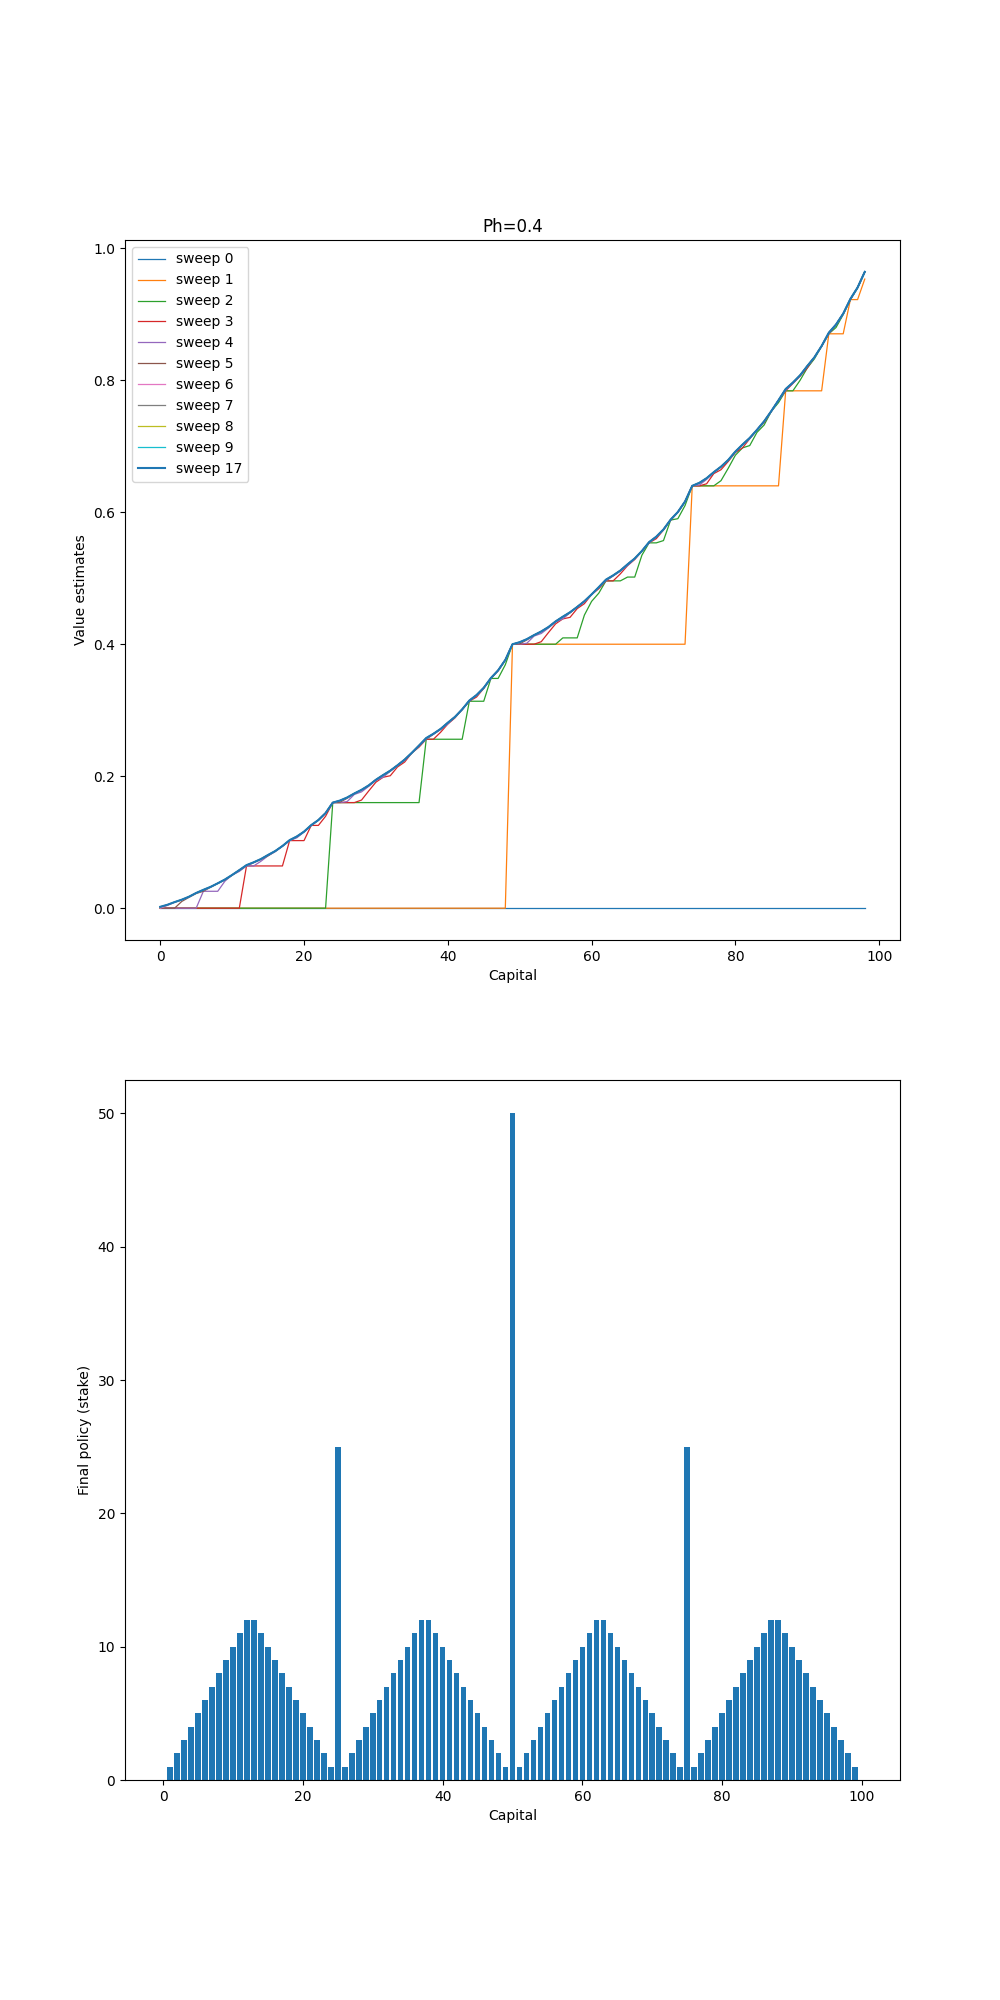 Ph=0.4
1.0
0.8
0.6
0.4
0.2
0.0
Value estimates
sweep 0
sweep 1
sweep 2
sweep 3
sweep 4
sweep 5
sweep 6
sweep 7
sweep 8
sweep 9
sweep 17
0 20 40 60 80 100
Capital
50
40
30
20
10
0
Final policy (stake)
0 20 40 60 80 100
Capital